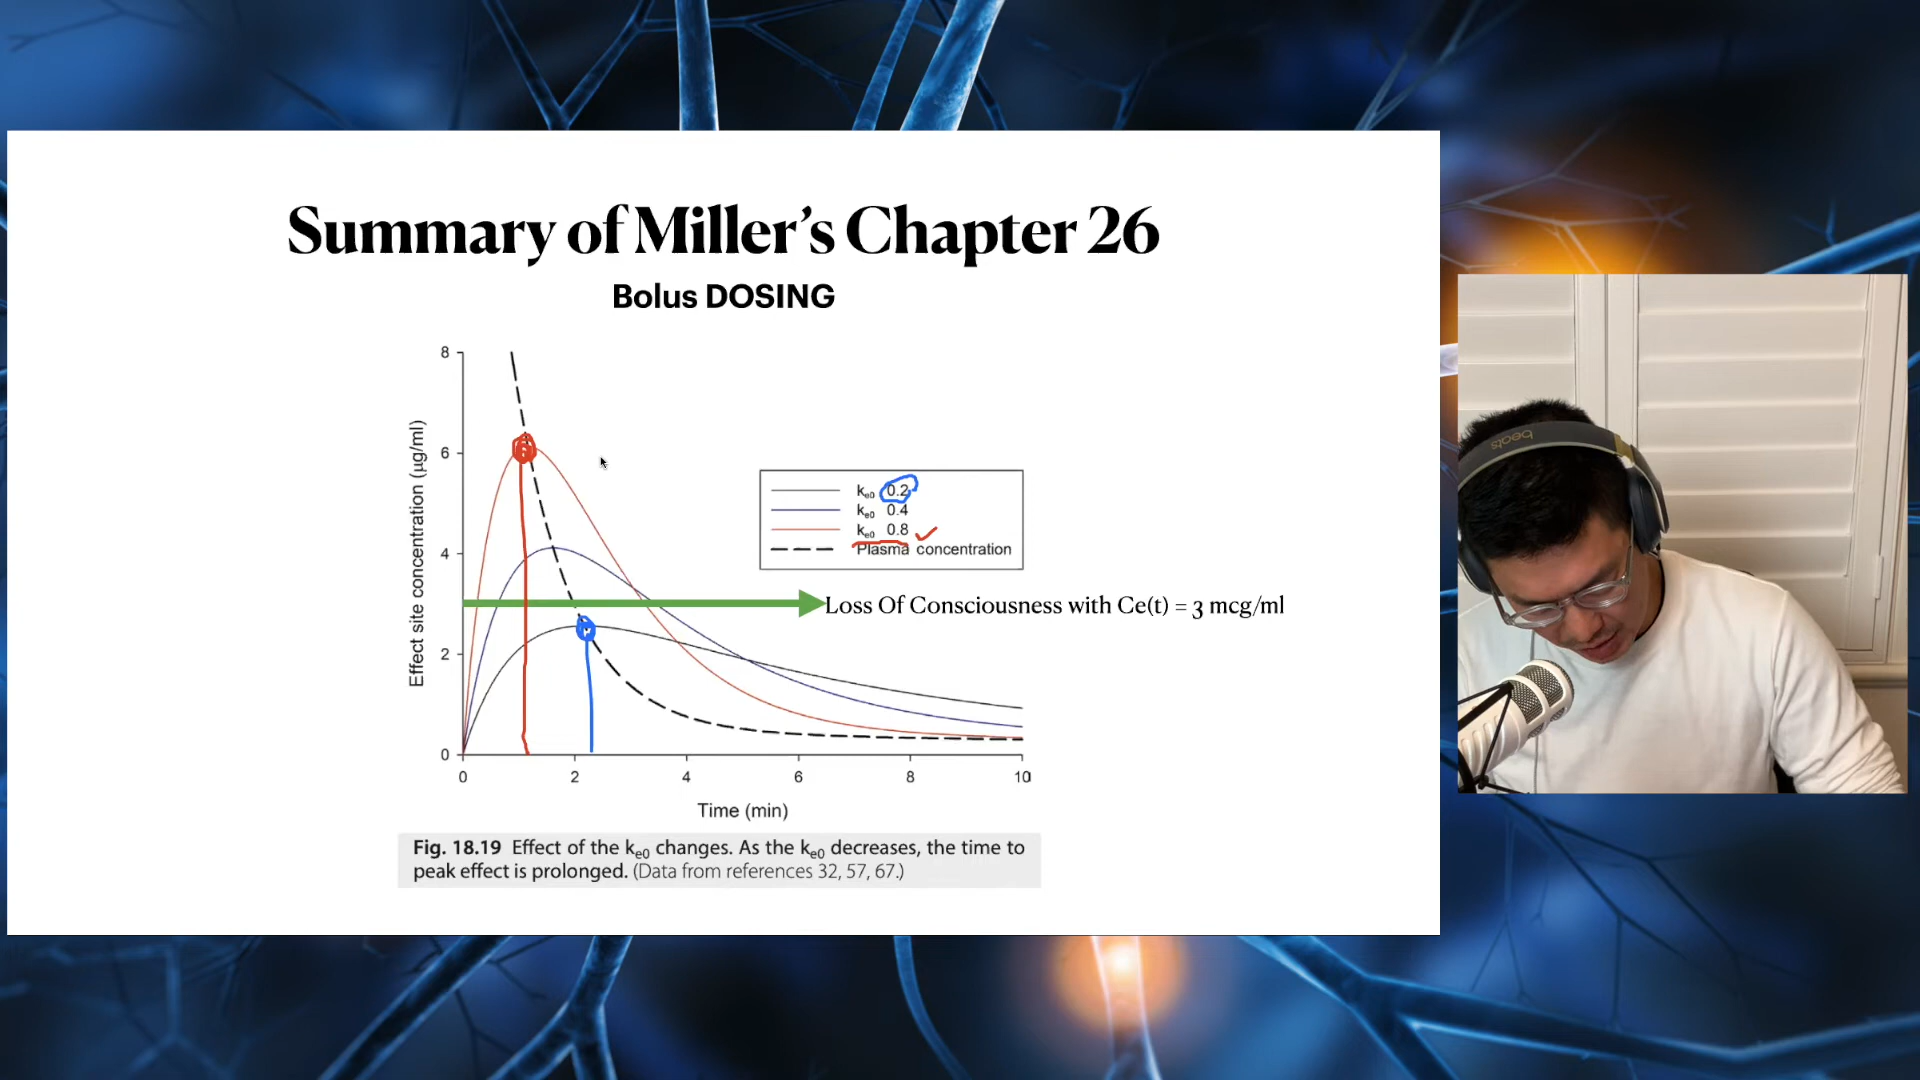 Summary of Miller’s Chapter 26
Bolus DOSING
8
6
4
2
0
Effect site concentration (µg/ml)
ke0 0.2
ke0 0.4
ke0 0.8
Plasma concentration
Loss Of Consciousness with Ce(t) = 3 mcg/ml
0 2 4 6 8 10
Time (min)
Fig. 18.19 Effect of the ke0 changes. As the ke0 decreases, the time to
peak effect is prolonged. (Data from references 32, 57, 67.)
beats